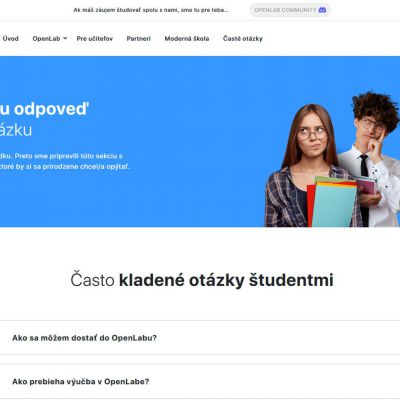 Ak máš záujem študovať spolu s nami, sme tu pre teba...
OPENLAB COMMUNITY
Úvod OpenLab Pre učiteľov Partneri Moderná škola Časté otázky
u odpoveď
ázku
dku. Preto sme pripravili túto sekciu s
ktoré by si sa prirodzene chcel/a opýtať.
Často kladené otázky študentmi
Ako sa môžem dostať do OpenLabu?
Ako prebieha výučba v OpenLabe?